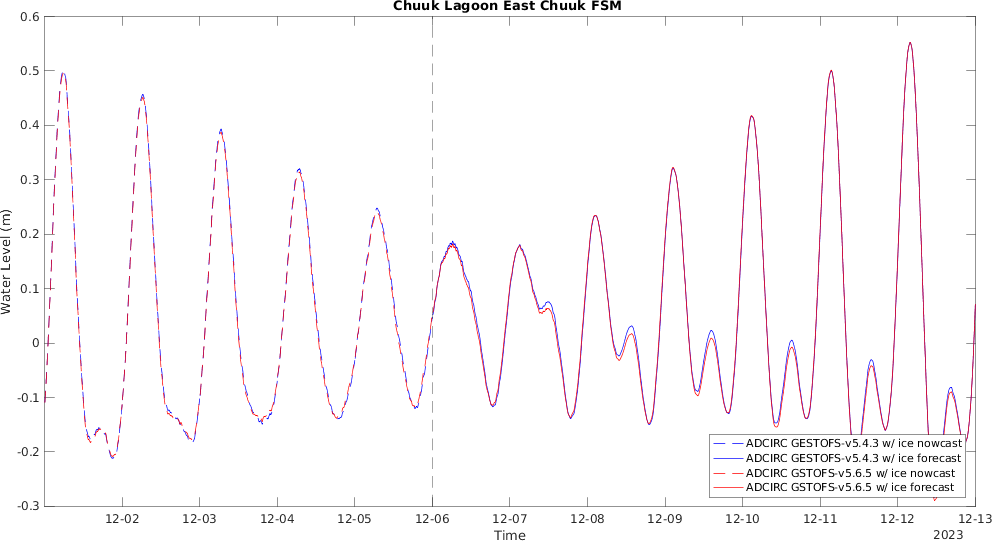 Chuuk Lagoon East Chuuk FSM
0.6
0.5
0.4
0.3
0.2
0.1
0
-0.1
-0.2
-0.3
Water Level (m)
ADCIRC GESTOFS-v5.4.3 w/ ice nowcast
ADCIRC GESTOFS-v5.4.3 w/ ice forecast
ADCIRC GSTOFS-v5.6.5 w/ ice nowcast
ADCIRC GSTOFS-v5.6.5 w/ ice forecast
12-02 12-03 12-04 12-05 12-06 12-07 12-08 12-09 12-10 12-11 12-12 12-13
Time
2023